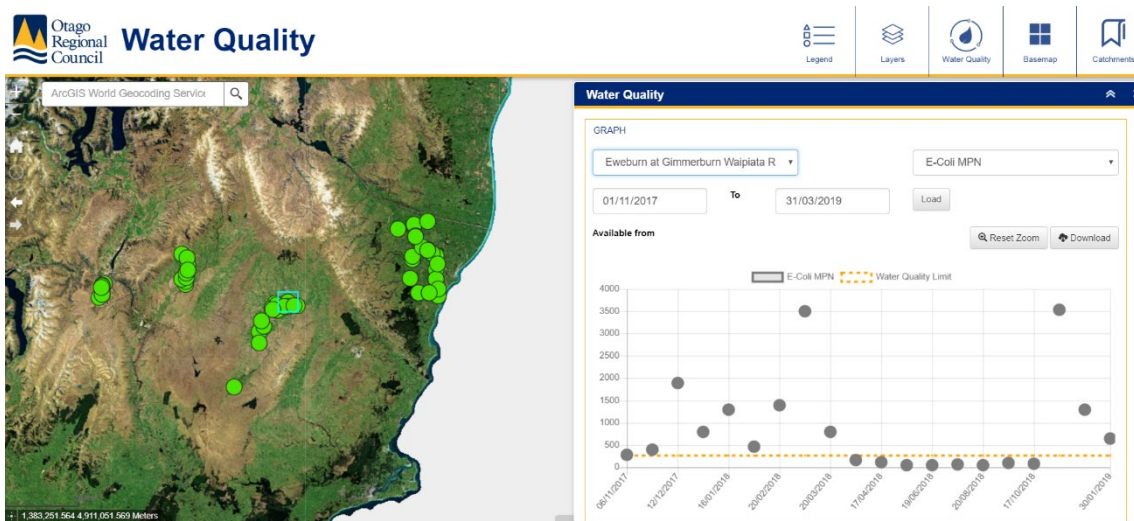 Otago
Regional
Council
Water Quality
Legend
Layers
Water Quality
Basemap
Catchments
ArcGIS World Geocoding Service
Water Quality
GRAPH
Eweburn at Gimmerburn Waipiata R
E-Coli MPN
01/11/2017
To
31/03/2019
Load
Available from
Reset Zoom
Download
E-Coli MPN
Water Quality Limit
4000
3500
3000
2500
2000
1500
1000
500
0
06/11/2017
12/12/2017
16/01/2018
20/02/2018
20/03/2018
17/04/2018
19/06/2018
20/08/2018
17/10/2018
30/01/2019
1,383,251.564 4,911,051.569 Meters